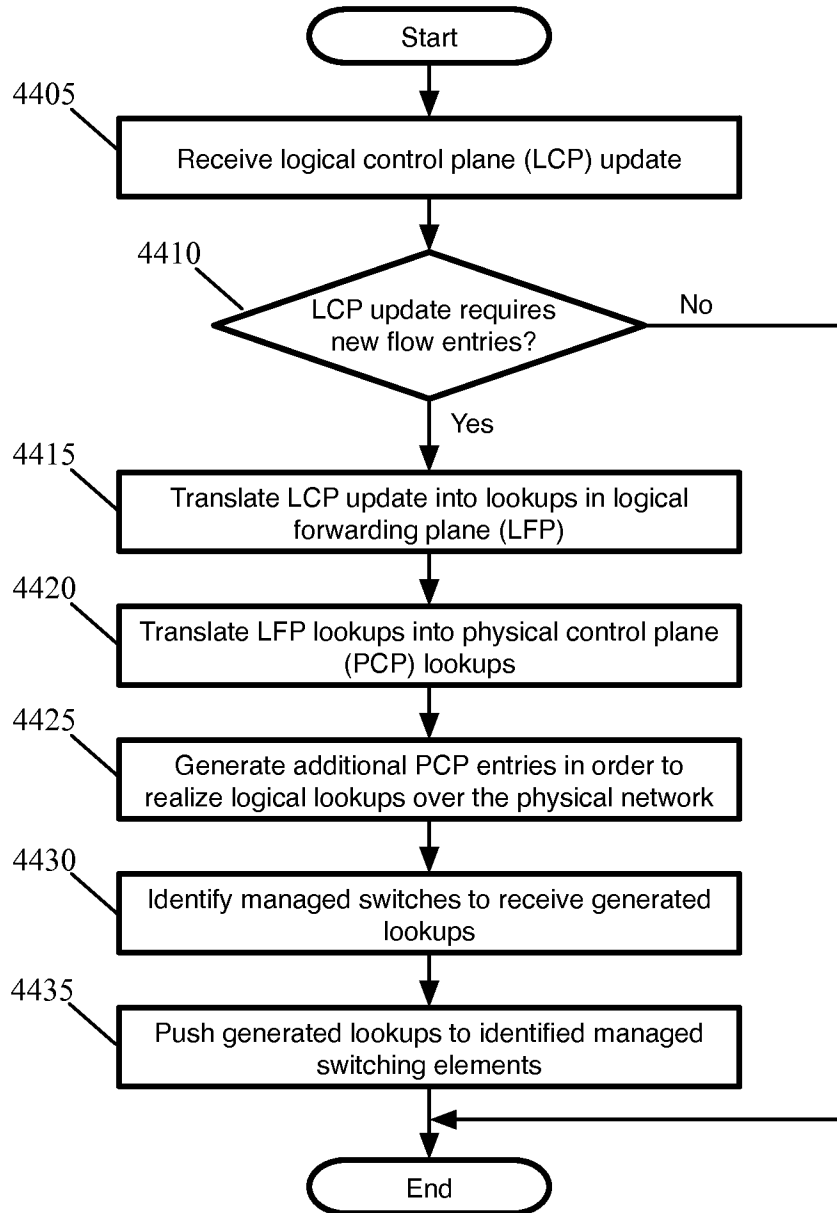 Start
4405
Receive logical control plane (LCP) update
4410
LCP update requires
new flow entries?
No
Yes
4415
Translate LCP update into lookups in logical
forwarding plane (LFP)
4420
Translate LFP lookups into physical control plane
(PCP) lookups
4425
Generate additional PCP entries in order to
realize logical lookups over the physical network
4430
Identify managed switches to receive generated
lookups
4435
Push generated lookups to identified managed
switching elements
End